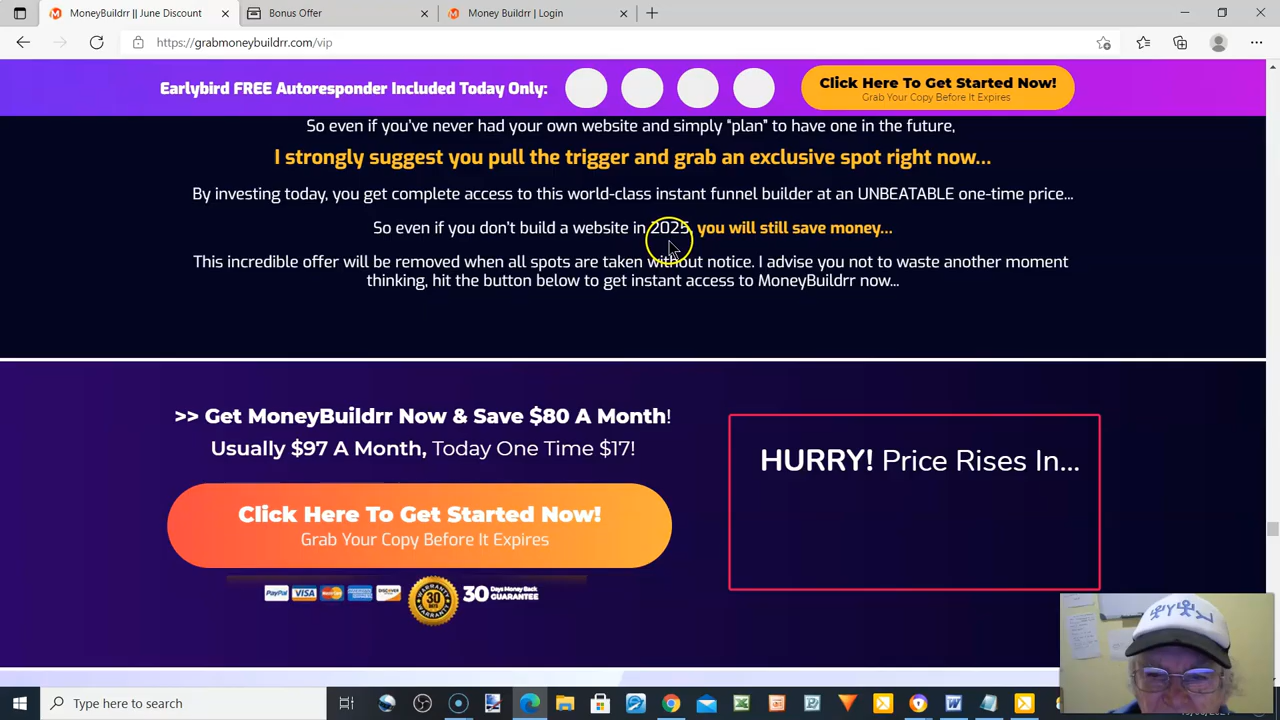 MoneyBuildrr || June Discount
Bonus Offer
Money Buildrr | Login
https://grabmoneybuildrr.com/vip
Earlybird FREE Autoresponder Included Today Only:
Click Here To Get Started Now!
Grab Your Copy Before It Expires
So even if you’ve never had your own website and simply “plan” to have one in the future,
I strongly suggest you pull the trigger and grab an exclusive spot right now...
By investing today, you get complete access to this world-class instant funnel builder at an UNBEATABLE one-time price...
So even if you don’t build a website in 2025, you will still save money...
This incredible offer will be removed when all spots are taken without notice. I advise you not to waste another moment
thinking, hit the button below to get instant access to MoneyBuildrr now...
>> Get MoneyBuildrr Now & Save $80 A Month!
Usually $97 A Month, Today One Time $17!
HURRY! Price Rises In...
Click Here To Get Started Now!
Grab Your Copy Before It Expires
PayPal VISA
30
30 Days Money Back
GUARANTEE
Type here to search